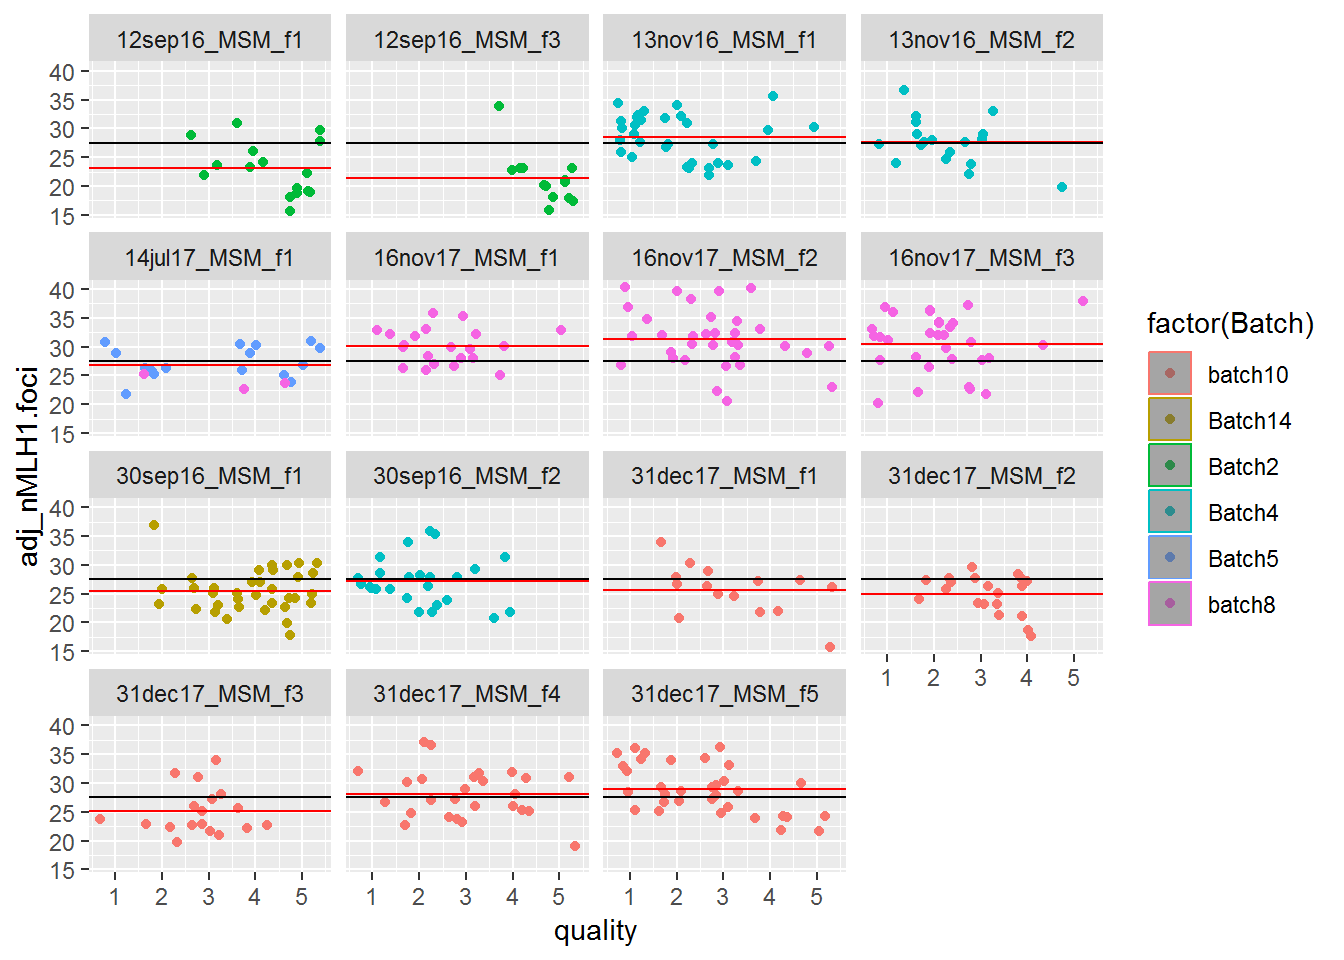 12sep16_MSM_f1 12sep16_MSM_f3 13nov16_MSM_f1 13nov16_MSM_f2
40
35
30
25
20
15
14jul17_MSM_f1 16nov17_MSM_f1 16nov17_MSM_f2 16nov17_MSM_f3
40
35
30
25
20
15
30sep16_MSM_f1 30sep16_MSM_f2 31dec17_MSM_f1 31dec17_MSM_f2
40
35
30
25
20
15
1 2 3 4 5
31dec17_MSM_f3 31dec17_MSM_f4 31dec17_MSM_f5
40
35
30
25
20
15
1 2 3 4 5 1 2 3 4 5 1 2 3 4 5
quality
adj_nMLH1.foci
factor(Batch)
batch10
Batch14
Batch2
Batch4
Batch5
batch8